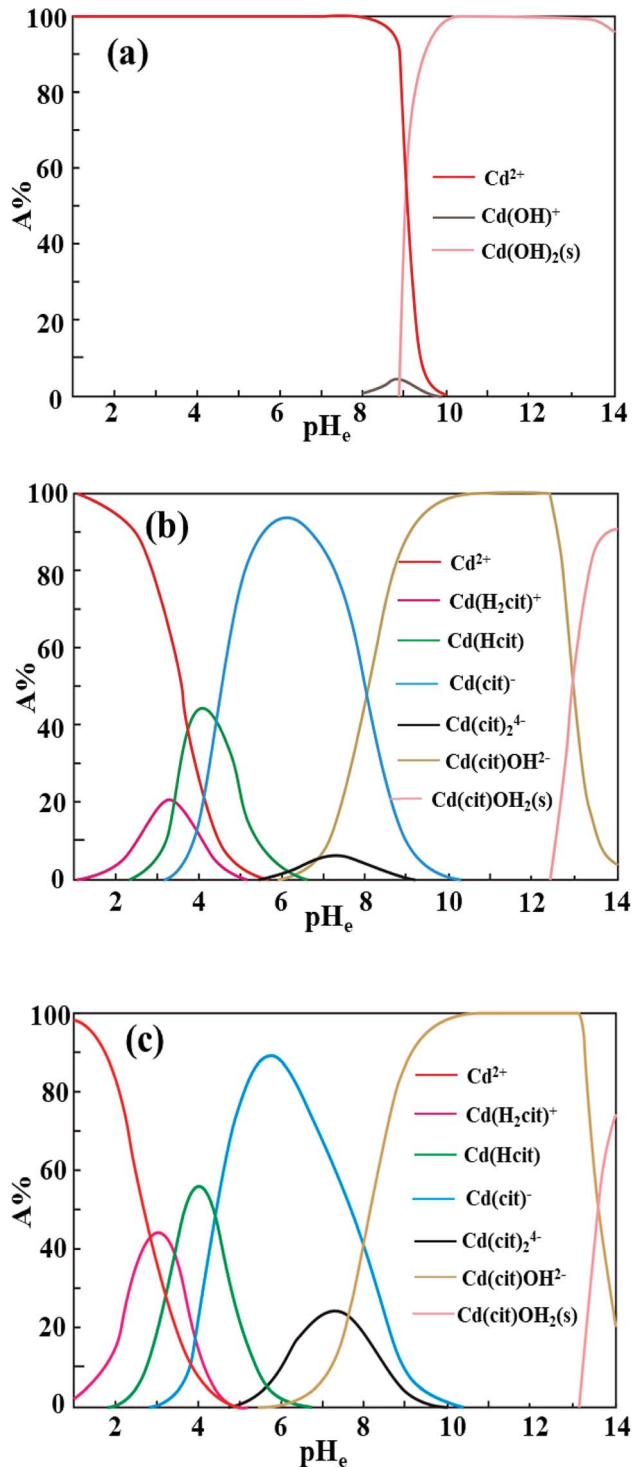 100
(a)
80
60
A%
Cd²⁺
Cd(OH)⁺
40
Cd(OH)₂(s)
20
0
2 4 6 8 10 12 14
pHₑ
100
(b)
80
Cd²⁺
Cd(H₂cit)⁺
60
Cd(Hcit)
A%
Cd(cit)⁻
40
Cd(cit)₂⁴⁻
Cd(cit)OH²⁻
20
Cd(cit)OH₂(s)
0
2 4 6 8 10 12 14
pHₑ
100
(c)
Cd²⁺
80
Cd(H₂cit)⁺
Cd(Hcit)
60
A%
Cd(cit)⁻
40
Cd(cit)₂⁴⁻
Cd(cit)OH²⁻
20
Cd(cit)OH₂(s)
0
2 4 6 8 10 12 14
pHₑ